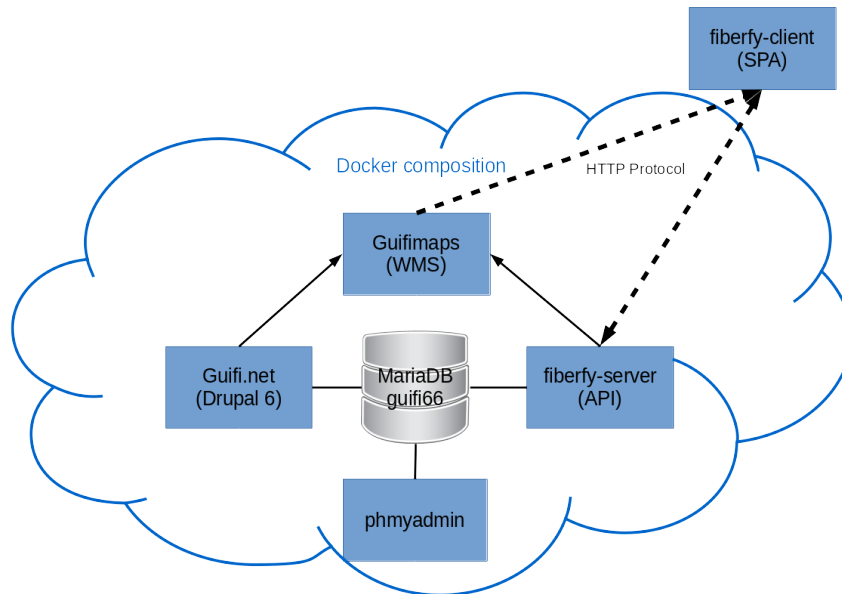 fiberfy-client
(SPA)
Docker composition
HTTP Protocol
Guifimaps
(WMS)
Guifi.net
(Drupal 6)
MariaDB
guifi66
fiberfy-server
(API)
phmyadmin